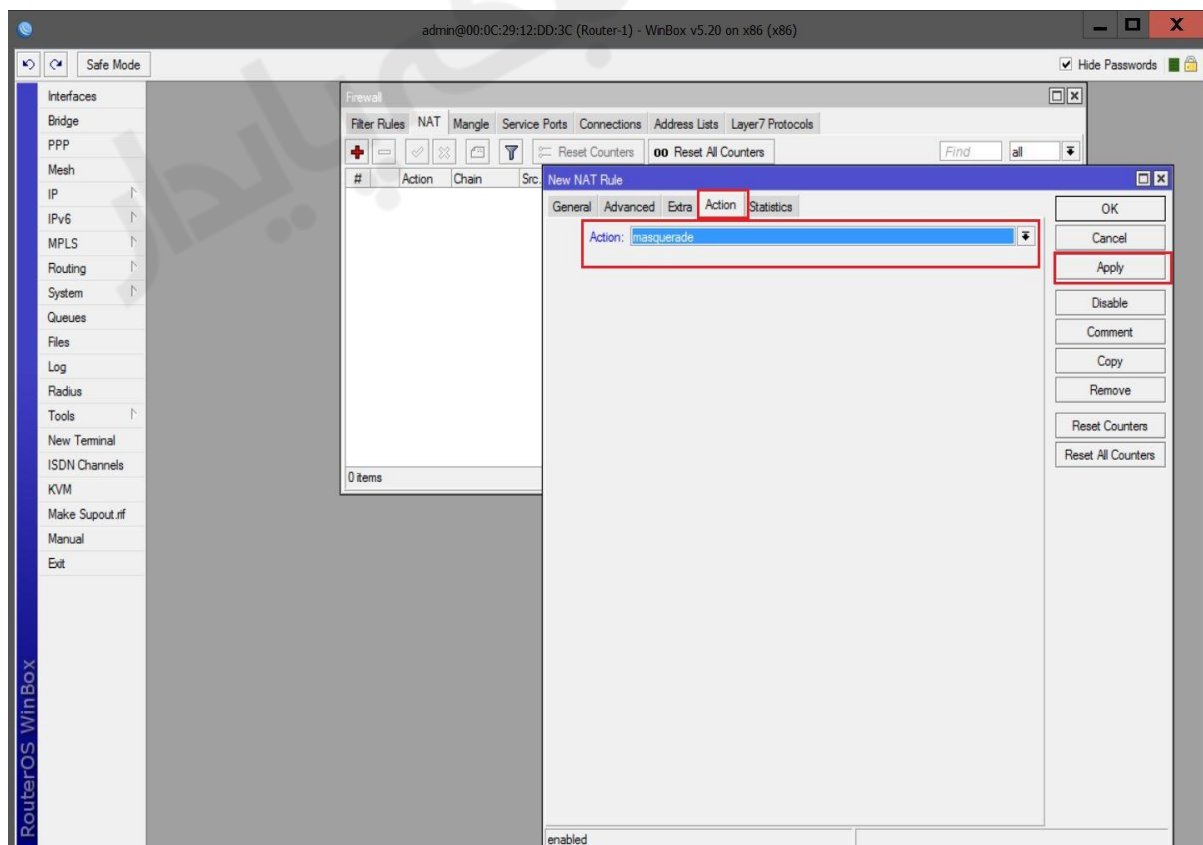 admin@00:0C:29:12:DD:3C (Router-1) - WinBox v5.20 on x86 (x86)
Safe Mode
Hide Passwords
Interfaces
Bridge
PPP
Mesh
IP
IPv6
MPLS
Routing
System
Queues
Files
Log
Radius
Tools
New Terminal
ISDN Channels
KVM
Make Supout.rif
Manual
Exit
RouterOS WinBox
Firewall
Filter Rules NAT Mangle Service Ports Connections Address Lists Layer7 Protocols
Reset Counters 00 Reset All Counters Find all
# Action Chain Src.
0 items
New NAT Rule
General Advanced Extra Action Statistics
Action: masquerade
OK
Cancel
Apply
Disable
Comment
Copy
Remove
Reset Counters
Reset All Counters
enabled